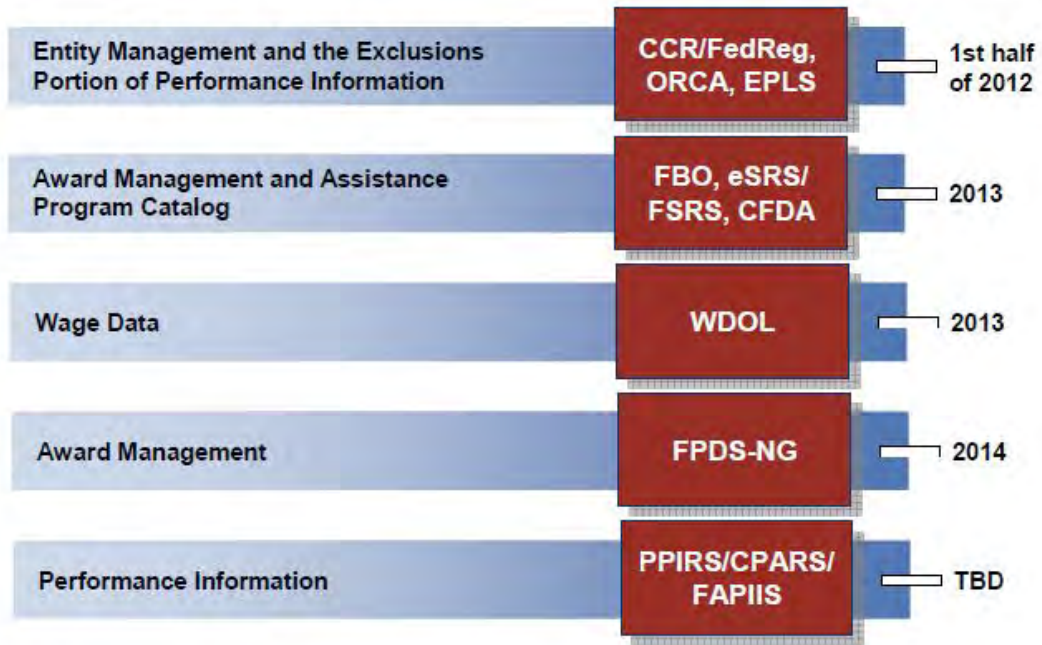 Entity Management and the Exclusions
Portion of Performance Information
CCR/FedReg,
ORCA, EPLS
1st half
of 2012
Award Management and Assistance
Program Catalog
FBO, eSRS/
FSRS, CFDA
2013
Wage Data
WDOL
2013
Award Management
FPDS-NG
2014
Performance Information
PPIRS/CPARS/
FAPIIS
TBD